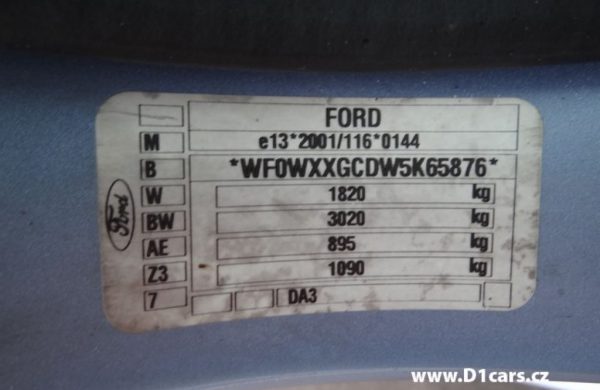 FORD
M e13*2001/116*0144
B *WF0WXXGCDW5K65876*
W 1820 kg
BW 3020 kg
Ford AE 895 kg
Z3 1090 kg
7 DA3
www.D1cars.cz